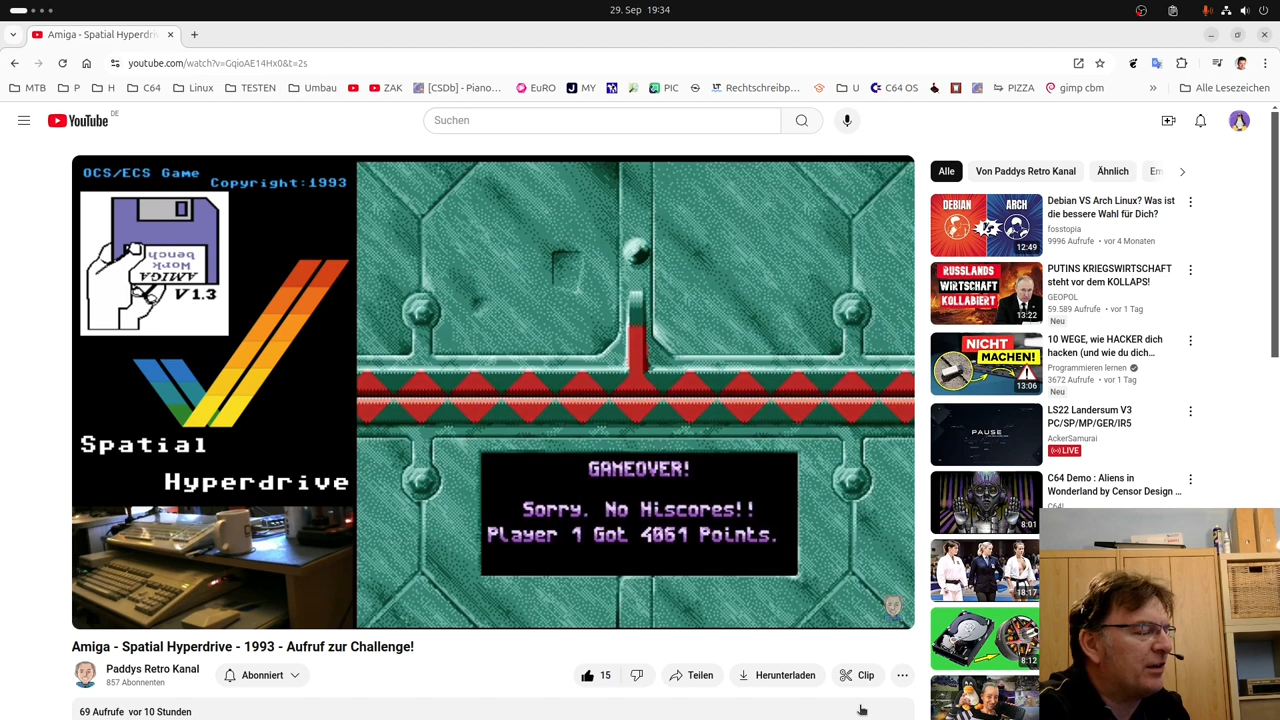 29. Sep 19:34
Amiga - Spatial Hyperdriv
youtube.com/watch?v=GqioAE14Hx0&t=2s
MTB P H C64 Linux TESTEN Umbau ZAK [CSDb] - Piano... EuRO MY PIC Rechtschreibp... U C64 OS PIZZA gimp cbm » Alle Lesezeichen
YouTube DE
Suchen
OCS/ECS Game
Copyright:1993
Work
bench
AMIGA
V1.3
Spatial
Hyperdrive
GAMEOVER!
Sorry. No Hiscores!!
Player 1 Got 4061 Points.
Amiga - Spatial Hyperdrive - 1993 - Aufruf zur Challenge!
Paddys Retro Kanal
857 Abonnenten
Abonniert
15
Teilen
Herunterladen
Clip
69 Aufrufe vor 10 Stunden
Alle Von Paddys Retro Kanal Ähnlich Em
DEBIAN VS ARCH
12:49
Debian VS Arch Linux? Was ist
die bessere Wahl für Dich?
fosstopia
9996 Aufrufe • vor 4 Monaten
RUSSLANDS
WIRTSCHAFT
KOLLABIERT
13:22
PUTINS KRIEGSWIRTSCHAFT
steht vor dem KOLLAPS!
GEOPOL
59.589 Aufrufe • vor 1 Tag
Neu
NICHT
MACHEN!
13:06
10 WEGE, wie HACKER dich
hacken (und wie du dich...
Programmieren lernen
3672 Aufrufe • vor 1 Tag
Neu
PAUSE
LS22 Landersum V3
PC/SP/MP/GER/IR5
AckerSamurai
LIVE
8:01
C64 Demo : Aliens in
Wonderland by Censor Design ...
18:17
8:12